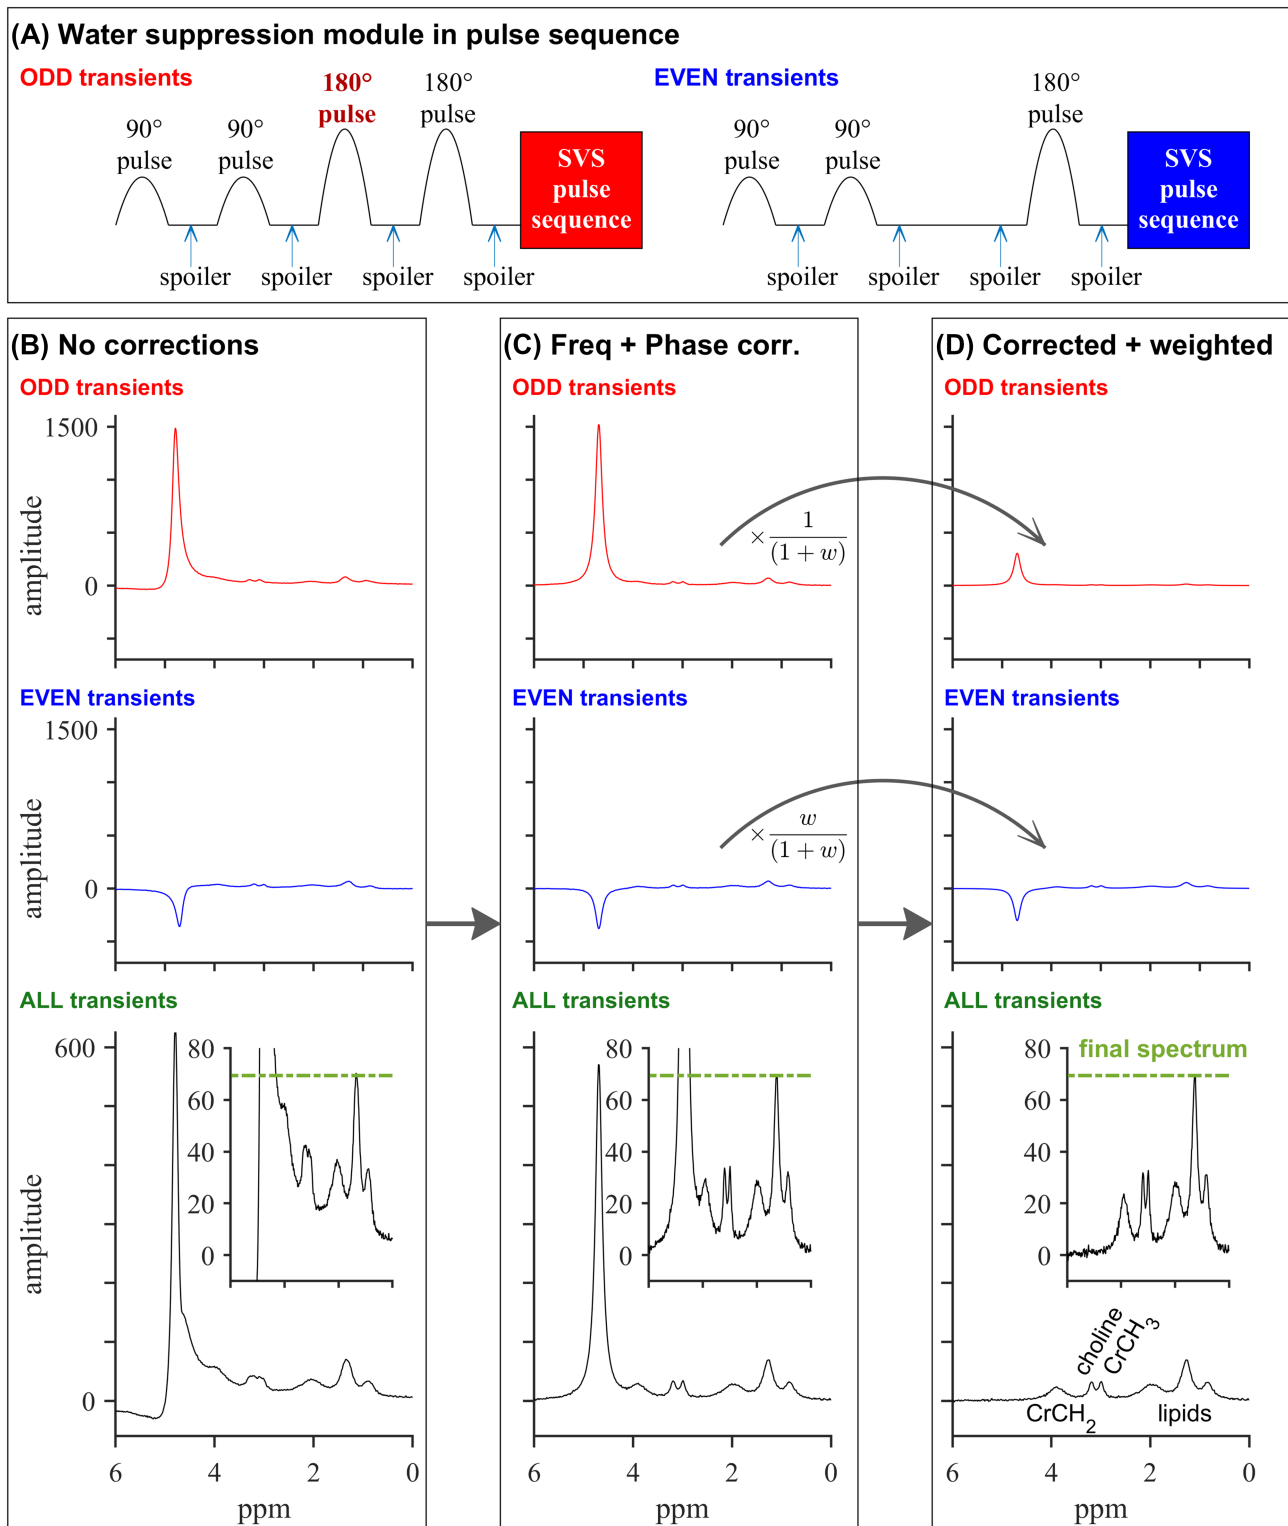 (A) Water suppression module in pulse sequence
ODD transients
90°
pulse
90°
pulse
180°
pulse
180°
pulse
SVS
pulse
sequence
spoiler
spoiler
spoiler
spoiler
EVEN transients
90°
pulse
90°
pulse
180°
pulse
SVS
pulse
sequence
spoiler
spoiler
spoiler
spoiler
(B) No corrections
ODD transients
1500
0
amplitude
EVEN transients
1500
0
amplitude
ALL transients
600
0
amplitude
80
60
40
20
0
6 4 2 0
ppm
(C) Freq + Phase corr.
ODD transients
× 1
(1 + w)
EVEN transients
× w
(1 + w)
ALL transients
80
60
40
20
0
6 4 2 0
ppm
(D) Corrected + weighted
ODD transients
EVEN transients
ALL transients
final spectrum
80
60
40
20
0
choline
CrCH3
CrCH2
lipids
6 4 2 0
ppm